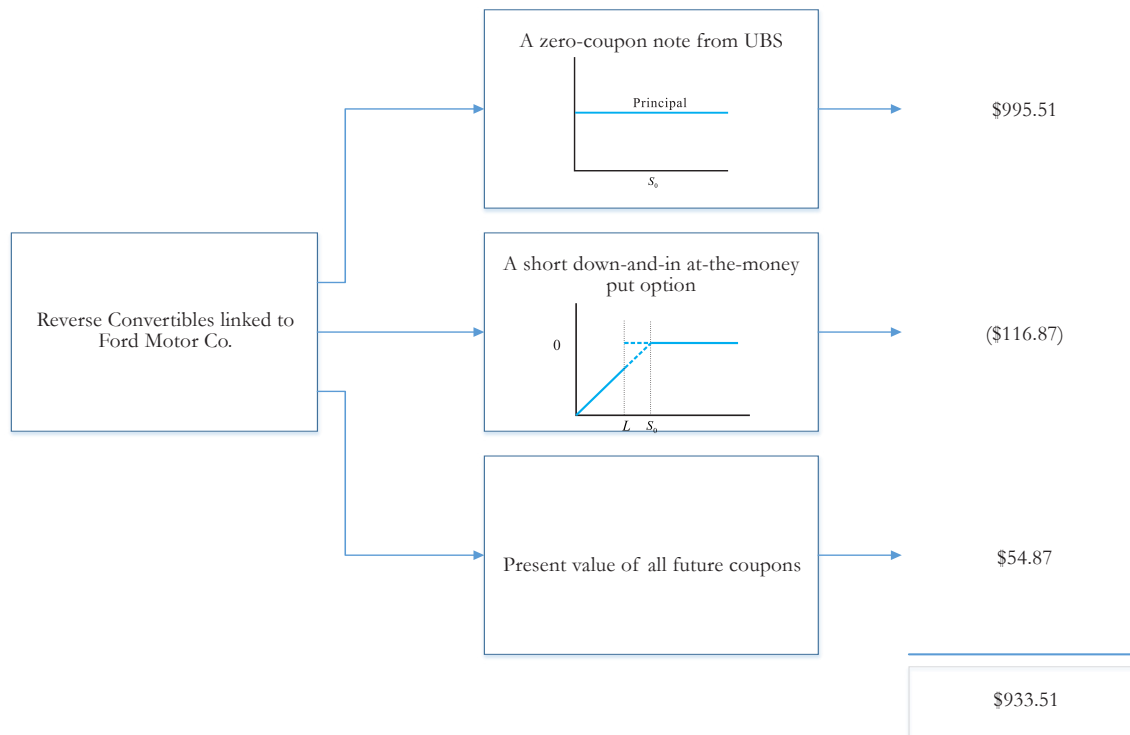 A zero-coupon note from UBS
Principal
S₀
$995.51
Reverse Convertibles linked to
Ford Motor Co.
A short down-and-in at-the-money
put option
0
L S₀
($116.87)
Present value of all future coupons
$54.87
$933.51